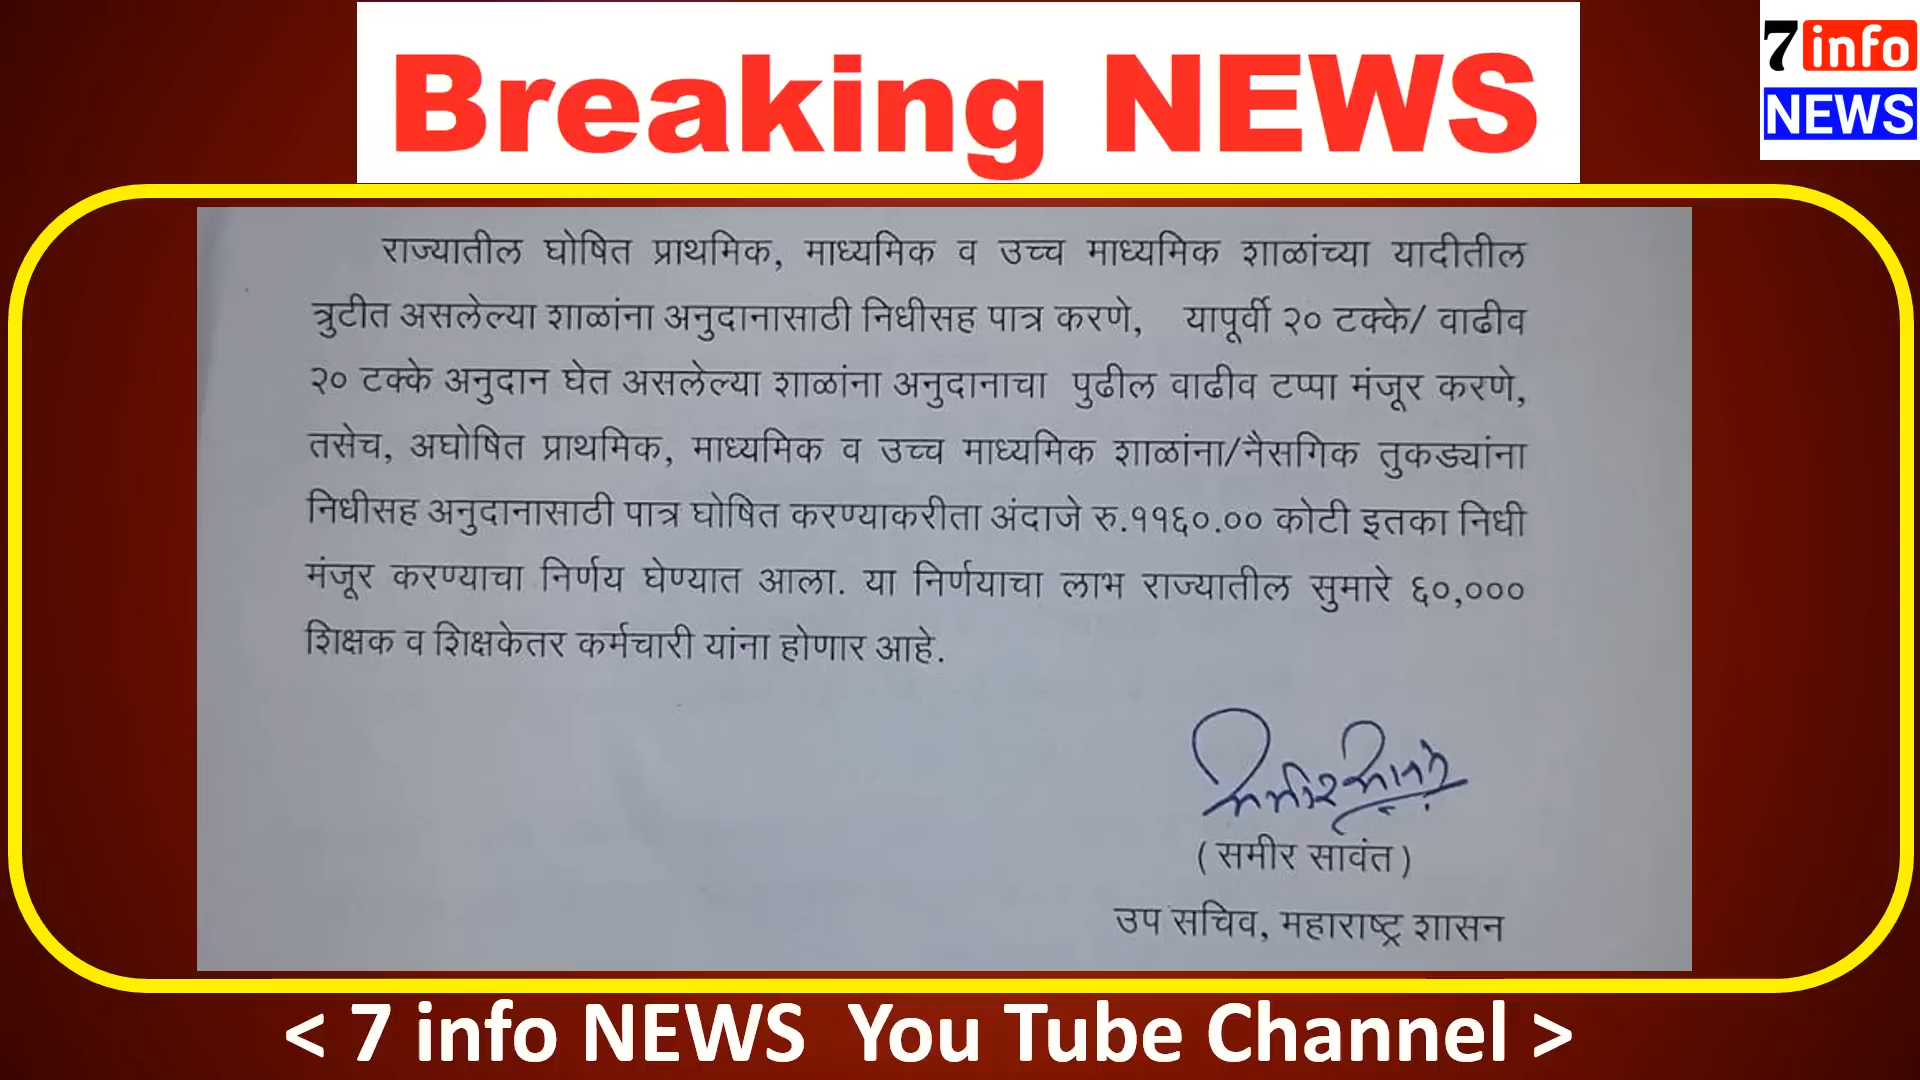 Breaking NEWS
7 info
NEWS
राज्यातील घोषित प्राथमिक, माध्यमिक व उच्च माध्यमिक शाळांच्या यादीतील
त्रुटीत असलेल्या शाळांना अनुदानासाठी निधीसह पात्र करणे, यापूर्वी २० टक्के/ वाढीव
२० टक्के अनुदान घेत असलेल्या शाळांना अनुदानाचा पुढील वाढीव टप्पा मंजूर करणे,
तसेच, अघोषित प्राथमिक, माध्यमिक व उच्च माध्यमिक शाळांना/नैसगिक तुकड्यांना
निधीसह अनुदानासाठी पात्र घोषित करण्याकरीता अंदाजे रु.११६०.०० कोटी इतका निधी
मंजूर करण्याचा निर्णय घेण्यात आला. या निर्णयाचा लाभ राज्यातील सुमारे ६०,०००
शिक्षक व शिक्षकेतर कर्मचारी यांना होणार आहे.
समीर सावंत
( समीर सावंत )
उप सचिव, महाराष्ट्र शासन
< 7 info NEWS You Tube Channel >